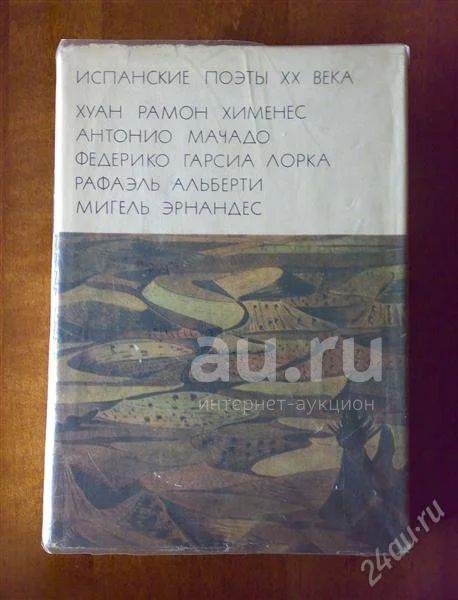 ИСПАНСКИЕ ПОЭТЫ XX ВЕКА
ХУАН РАМОН ХИМЕНЕС
АНТОНИО МАЧАДО
ФЕДЕРИКО ГАРСИА ЛОРКА
РАФАЭЛЬ АЛЬБЕРТИ
МИГЕЛЬ ЭРНАНДЕС
au.ru
интернет-аукцион
24au.ru